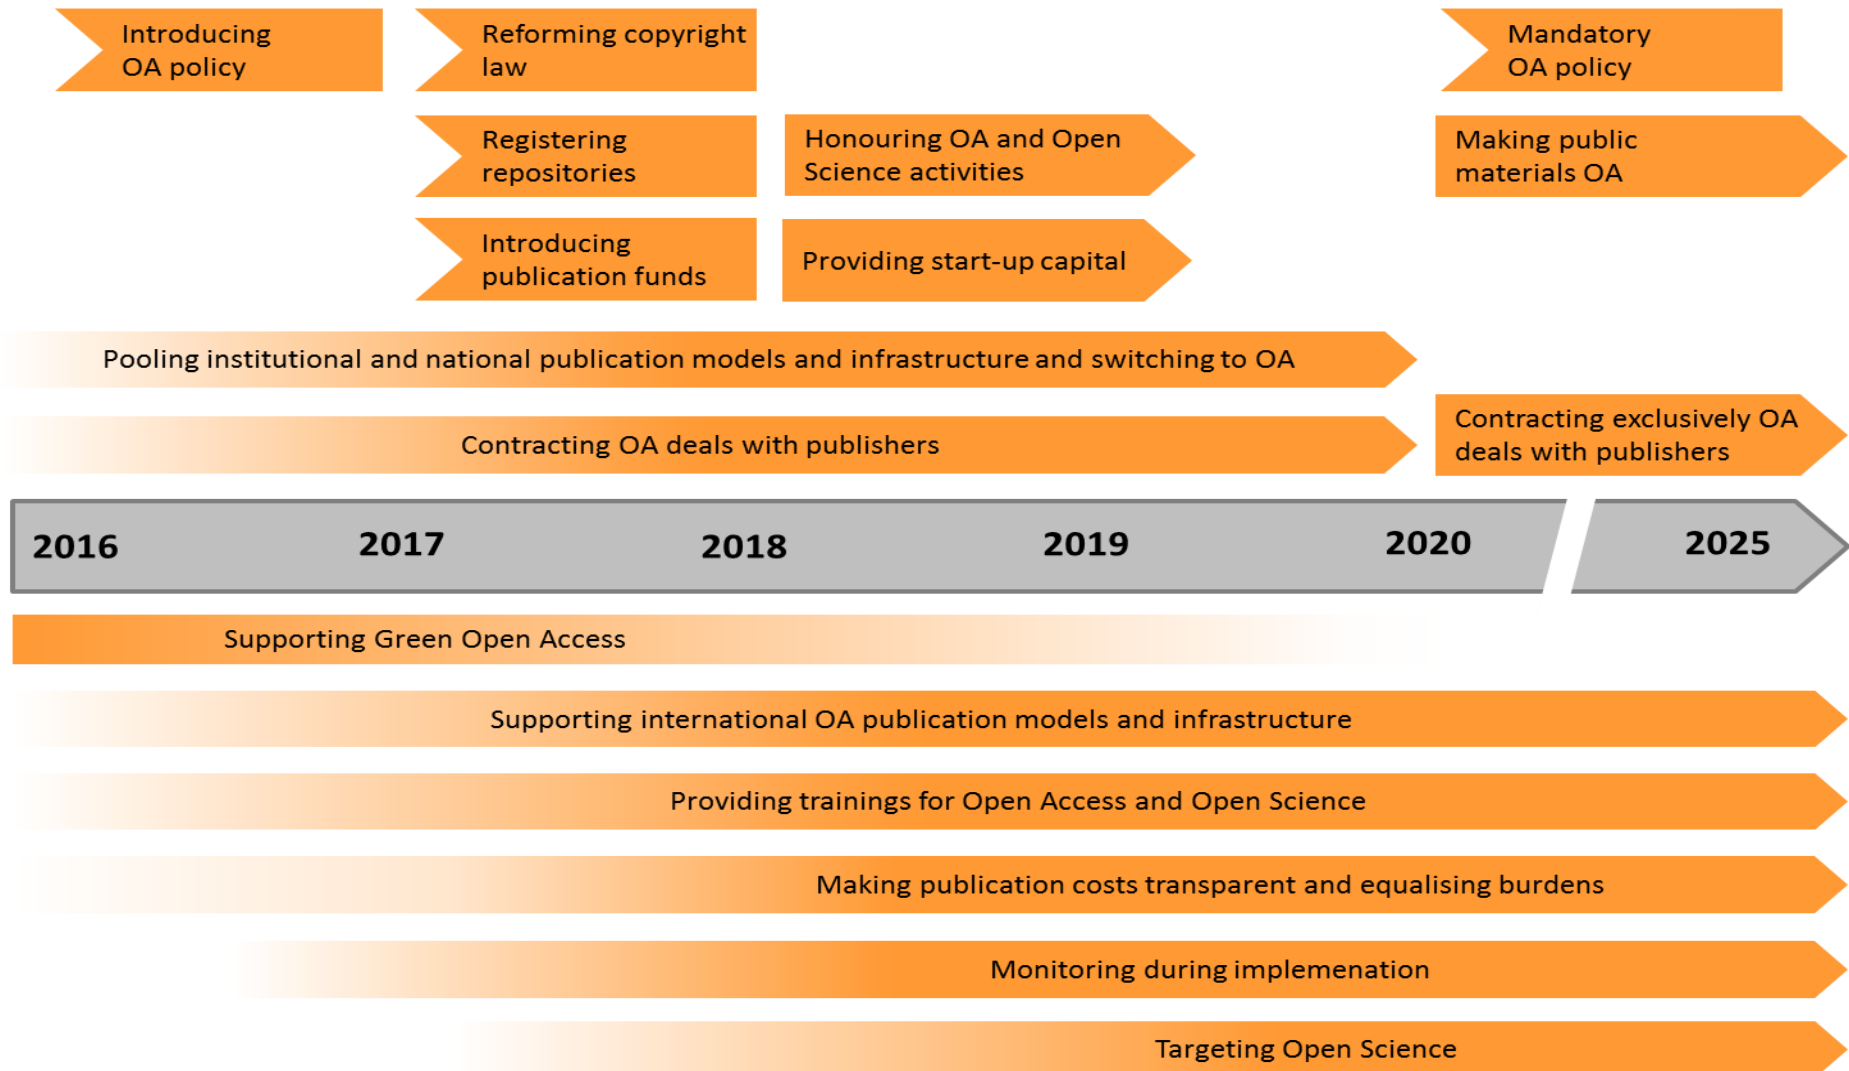 Introducing
OA policy
Reforming copyright
law
Mandatory
OA policy
Registering
repositories
Honouring OA and Open
Science activities
Making public
materials OA
Introducing
publication funds
Providing start-up capital
Pooling institutional and national publication models and infrastructure and switching to OA
Contracting OA deals with publishers
Contracting exclusively OA
deals with publishers
2016 2017 2018 2019 2020 2025
Supporting Green Open Access
Supporting international OA publication models and infrastructure
Providing trainings for Open Access and Open Science
Making publication costs transparent and equalising burdens
Monitoring during implemenation
Targeting Open Science